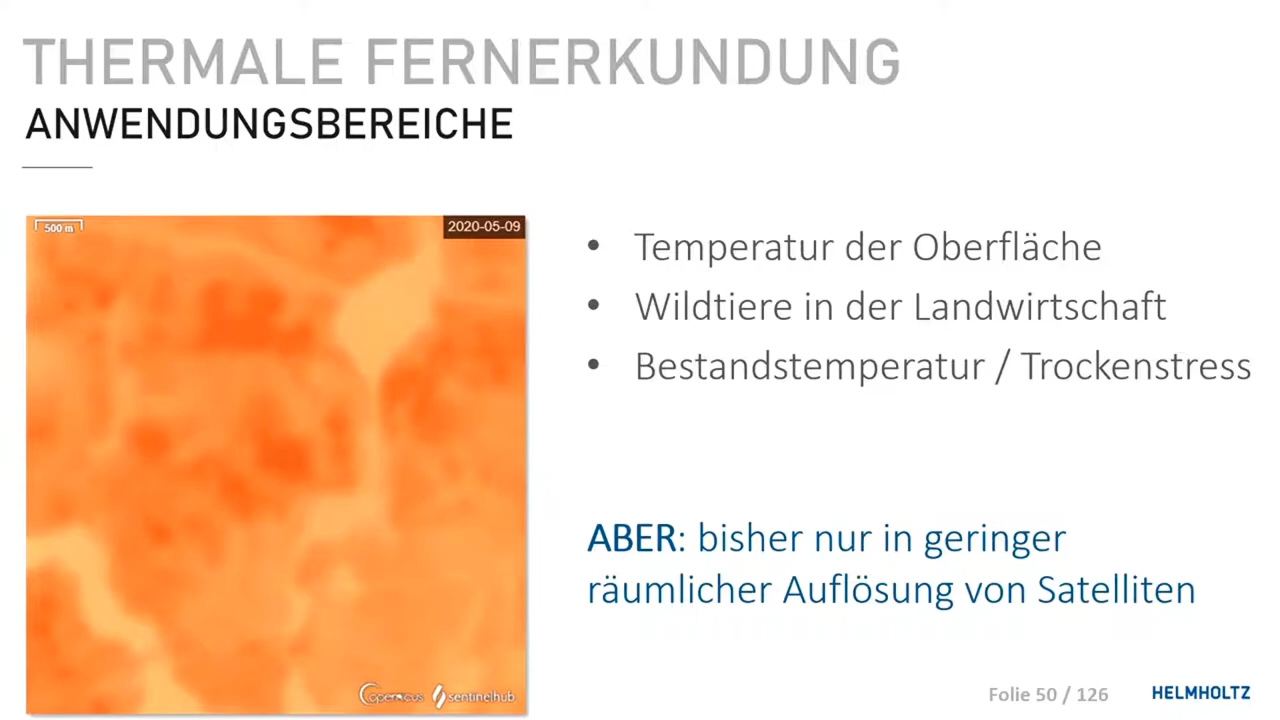 THERMALE FERNERKUNDUNG
ANWENDUNGSBEREICHE
500 m
2020-05-09
• Temperatur der Oberfläche
• Wildtiere in der Landwirtschaft
• Bestandstemperatur / Trockenstress
ABER: bisher nur in geringer
räumlicher Auflösung von Satelliten
Copernicus sentinelhub
Folie 50 / 126
HELMHOLTZ